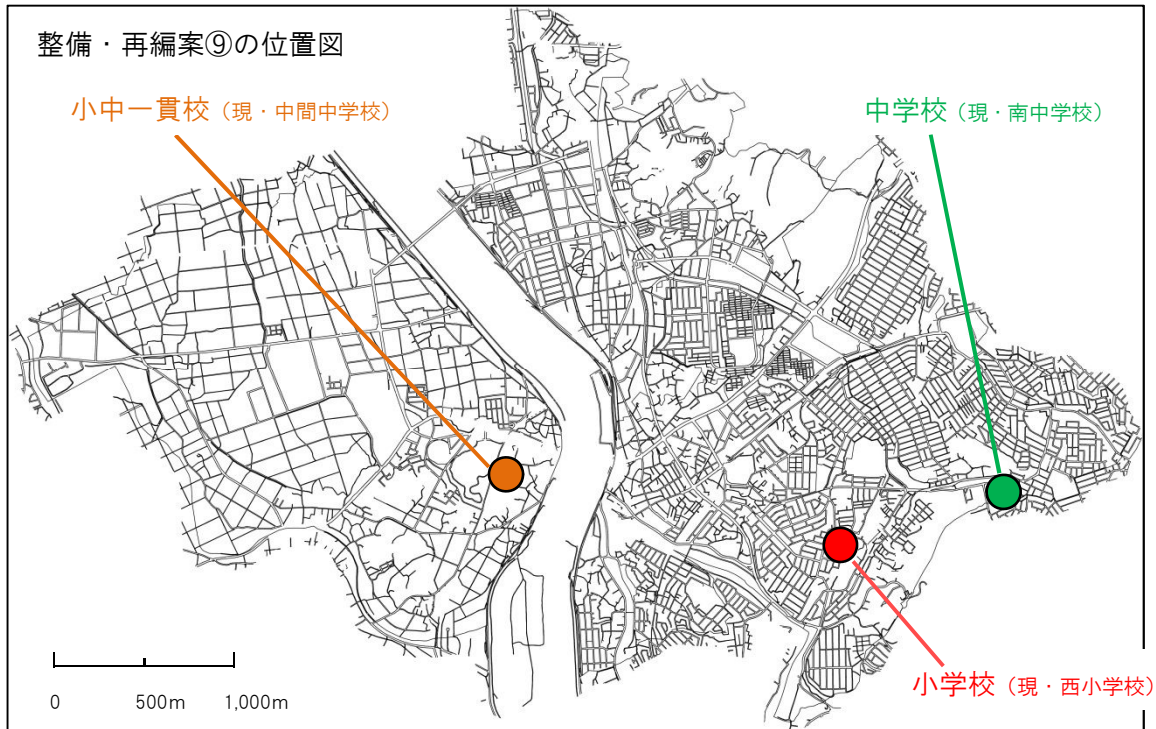 整備・再編案⑨の位置図
小中一貫校（現・中間中学校）
中学校（現・南中学校）
小学校（現・西小学校）
0 500m 1,000m